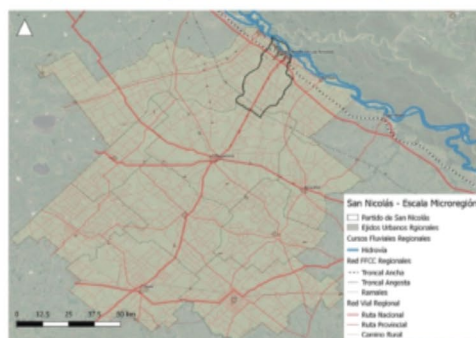 San Nicolás - Escala Microregión
Partido de San Nicolás
Ejidos Urbanos Rgionales
Cursos Fluviales Regionales
Hidrovía
Red FFCC Regionales
Troncal Ancha
Troncal Angosta
Ramales
Red Vial Regional
Ruta Nacional
Ruta Provincial
Camino Rural
0 12.5 25 37.5 50 km